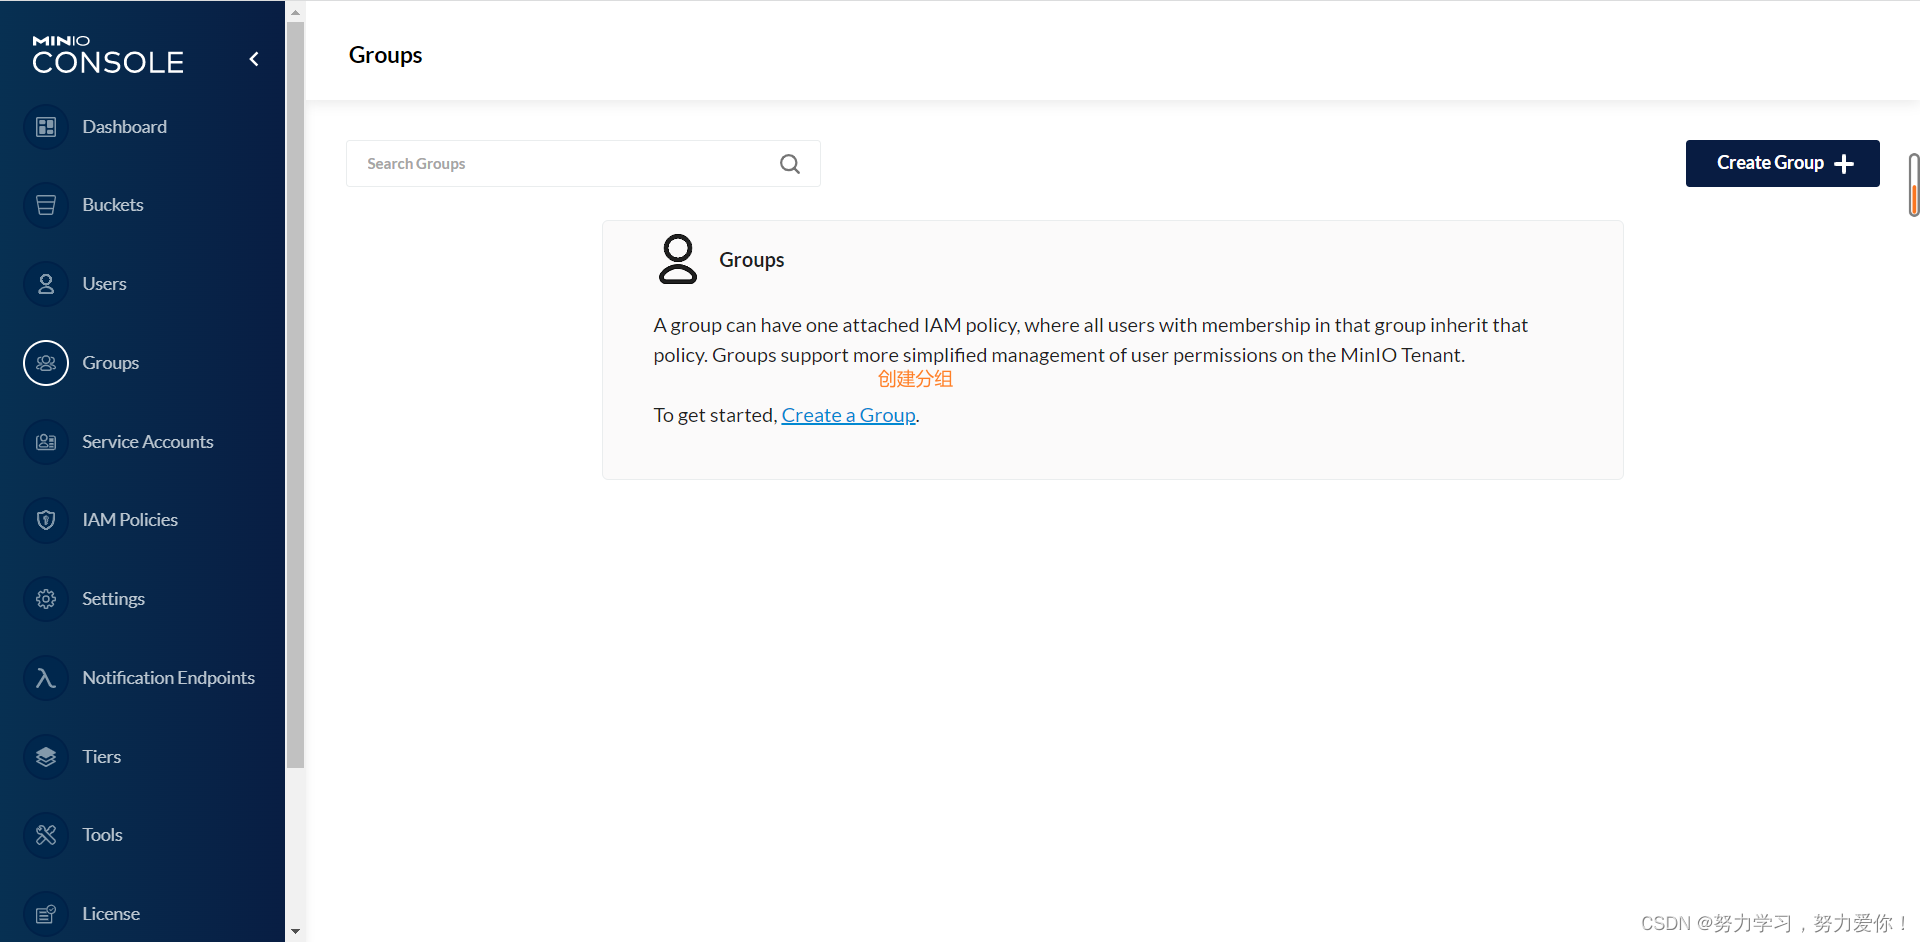 MINIO
CONSOLE
Dashboard
Buckets
Users
Groups
Service Accounts
IAM Policies
Settings
Notification Endpoints
Tiers
Tools
License
Groups
Search Groups
Create Group
Groups
A group can have one attached IAM policy, where all users with membership in that group inherit that
policy. Groups support more simplified management of user permissions on the MinIO Tenant.
创建分组
To get started, Create a Group.
CSDN @努力学习，努力爱你！